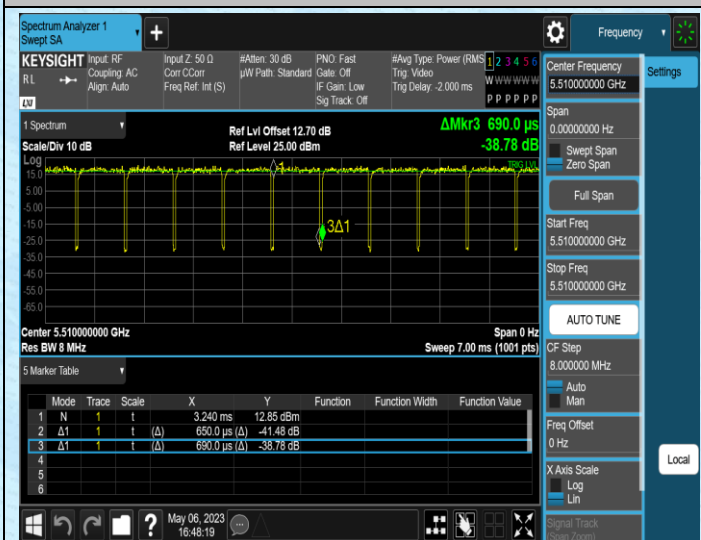 Spectrum Analyzer 1
Swept SA
Frequency
KEYSIGHT
RL
LXI
Input: RF
Coupling: AC
Align: Auto
Input Z: 50 Ω
Corr CCorr
Freq Ref: Int (S)
#Atten: 30 dB
µW Path: Standard
PNO: Fast
Gate: Off
IF Gain: Low
Sig Track: Off
#Avg Type: Power (RMS
Trig: Video
Trig Delay: -2.000 ms
1 2 3 4 5 6
W W W W W W
P P P P P P
1 Spectrum
Scale/Div 10 dB
Ref Lvl Offset 12.70 dB
Ref Level 25.00 dBm
ΔMkr3 690.0 µs
-38.78 dB
Log
TRIG LVL
15.0
5.00
-5.00
-15.0
-25.0
-35.0
-45.0
-55.0
-65.0
1
3Δ1
Center 5.510000000 GHz
Res BW 8 MHz
Span 0 Hz
Sweep 7.00 ms (1001 pts)
5 Marker Table
Mode Trace Scale X Y Function Function Width Function Value
1 N 1 t 3.240 ms 12.85 dBm
2 Δ1 1 t (Δ) 650.0 µs (Δ) -41.48 dB
3 Δ1 1 t (Δ) 690.0 µs (Δ) -38.78 dB
4
5
6
May 06, 2023
16:48:19
Center Frequency
5.510000000 GHz
Settings
Span
0.00000000 Hz
Swept Span
Zero Span
Full Span
Start Freq
5.510000000 GHz
Stop Freq
5.510000000 GHz
AUTO TUNE
CF Step
8.000000 MHz
Auto
Man
Freq Offset
0 Hz
X Axis Scale
Log
Lin
Local
Signal Track
(Span Zoom)